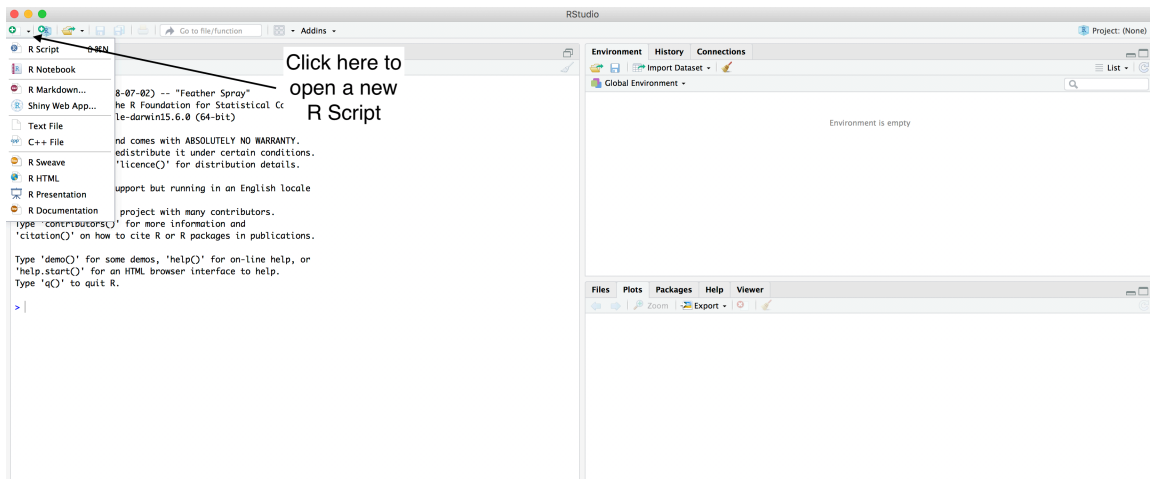 RStudio
Go to file/function
Addins
Project: (None)
R Script ⇧⌘N
R Notebook
R Markdown...
Shiny Web App...
Text File
C++ File
R Sweave
R HTML
R Presentation
R Documentation
Click here to
open a new
R Script
8-07-02) -- "Feather Spray"
he R Foundation for Statistical Co
le-darwin15.6.0 (64-bit)
nd comes with ABSOLUTELY NO WARRANTY.
edistribute it under certain conditions.
'licence()' for distribution details.
upport but running in an English locale
project with many contributors.
Type 'contributors()' for more information and
'citation()' on how to cite R or R packages in publications.
Type 'demo()' for some demos, 'help()' for on-line help, or
'help.start()' for an HTML browser interface to help.
Type 'q()' to quit R.
>
Environment History Connections
Import Dataset
List
Global Environment
Environment is empty
Files Plots Packages Help Viewer
Zoom Export